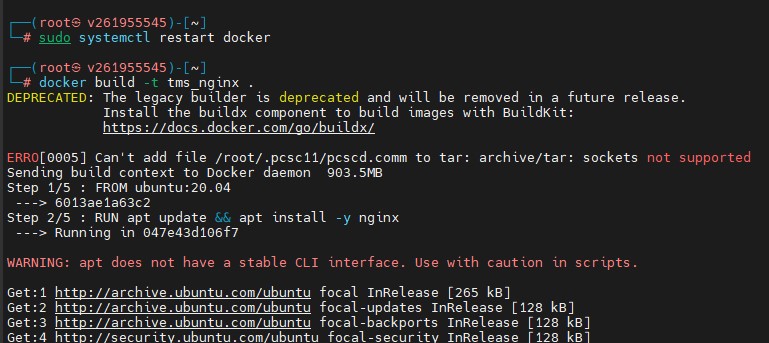 ┌──(root㉿ v261955545)-[~]
└─# sudo systemctl restart docker
┌──(root㉿ v261955545)-[~]
└─# docker build -t tms_nginx .
DEPRECATED: The legacy builder is deprecated and will be removed in a future release.
Install the buildx component to build images with BuildKit:
https://docs.docker.com/go/buildx/
ERRO[0005] Can't add file /root/.pcsc11/pcscd.comm to tar: archive/tar: sockets not supported
Sending build context to Docker daemon  903.5MB
Step 1/5 : FROM ubuntu:20.04
---> 6013ae1a63c2
Step 2/5 : RUN apt update && apt install -y nginx
---> Running in 047e43d106f7
WARNING: apt does not have a stable CLI interface. Use with caution in scripts.
Get:1 http://archive.ubuntu.com/ubuntu focal InRelease [265 kB]
Get:2 http://archive.ubuntu.com/ubuntu focal-updates InRelease [128 kB]
Get:3 http://archive.ubuntu.com/ubuntu focal-backports InRelease [128 kB]
Get:4 http://security.ubuntu.com/ubuntu focal-security InRelease [128 kB]